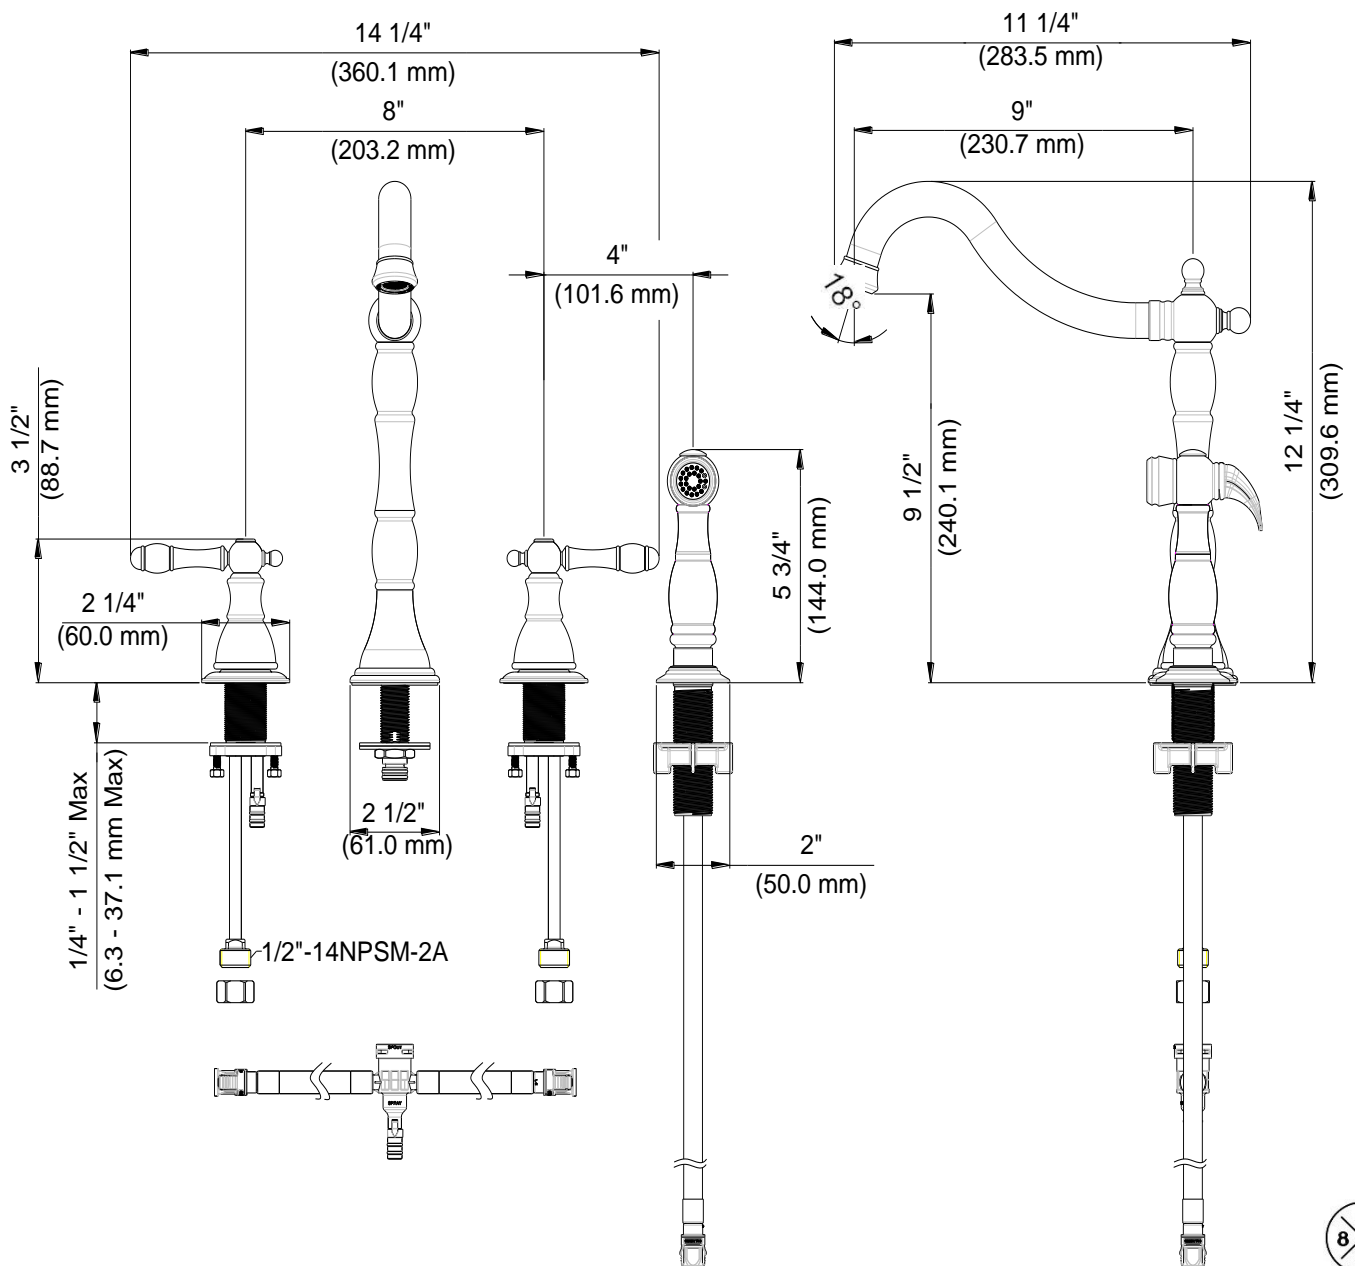 14 1/4"
(360.1 mm)
8"
(203.2 mm)
11 1/4"
(283.5 mm)
9"
(230.7 mm)
4"
(101.6 mm)
18°
3 1/2"
(88.7 mm)
9 1/2"
(240.1 mm)
12 1/4"
(309.6 mm)
5 3/4"
(144.0 mm)
2 1/4"
(60.0 mm)
2 1/2"
(61.0 mm)
2"
(50.0 mm)
1/4" - 1 1/2" Max
(6.3 - 37.1 mm Max)
1/2"-14NPSM-2A
SPOUT
SPRAY
8